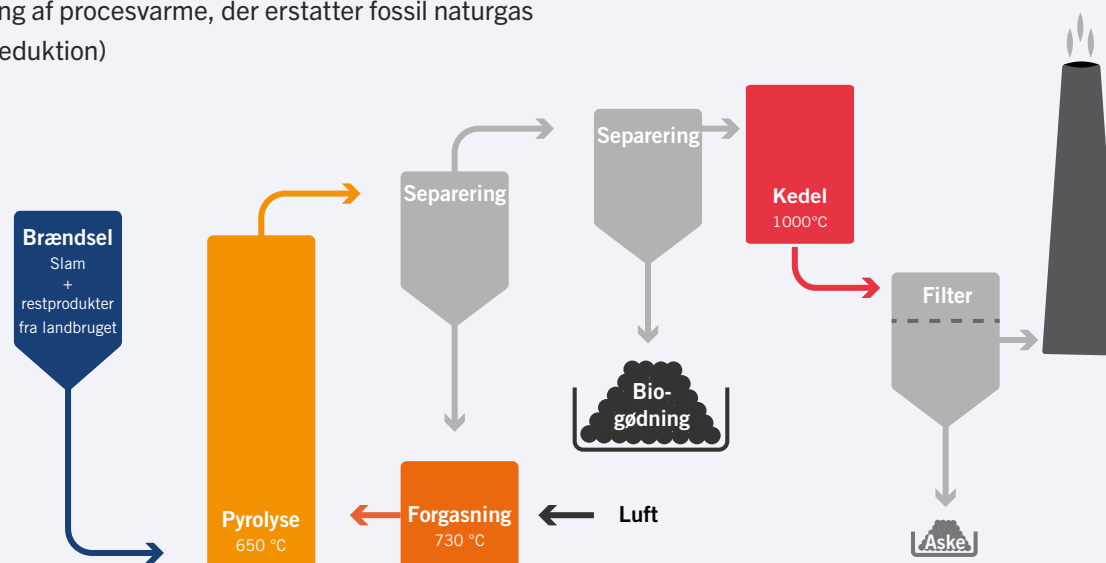 ng af procesvarme, der erstatter fossil naturgas
eduktion)
Brændsel
Slam
+
restprodukter
fra landbruget
Pyrolyse
650 °C
Separering
Forgasning
730 °C
Luft
Separering
Bio-
gødning
Kedel
1000°C
Filter
Aske